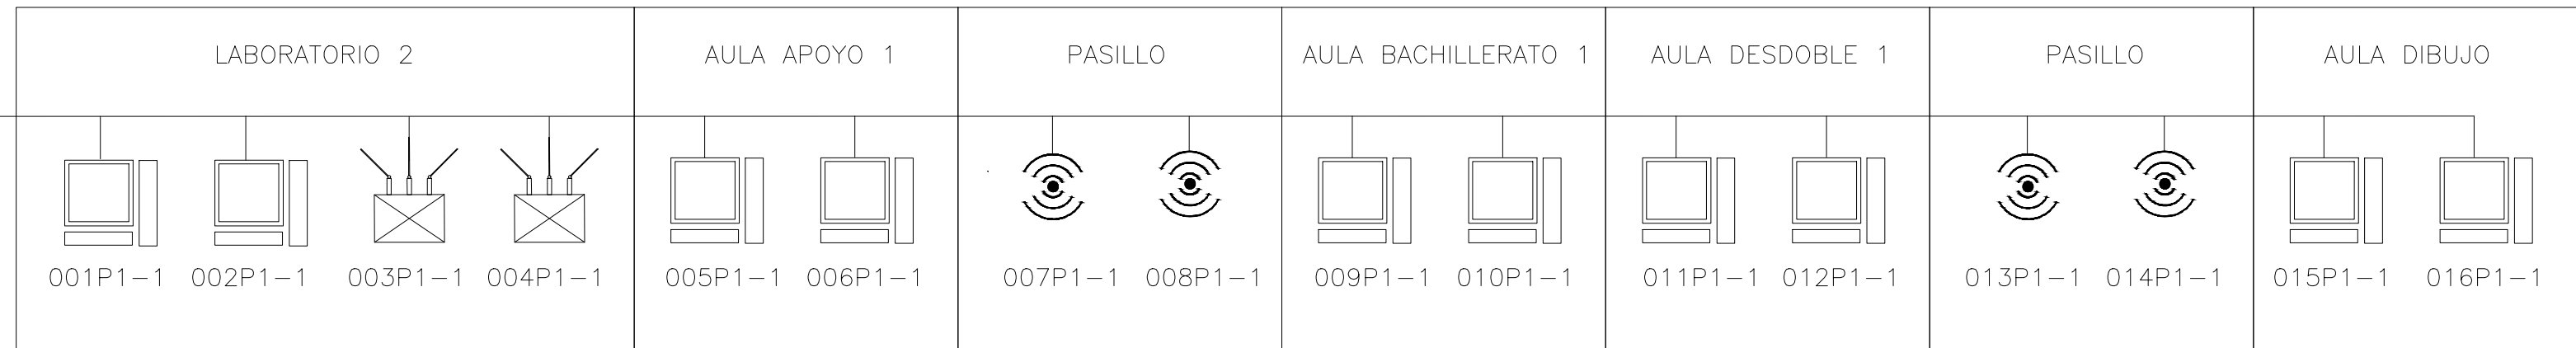 LABORATORIO 2
AULA APOYO 1
PASILLO
AULA BACHILLERATO 1
AULA DESDOBLE 1
PASILLO
AULA DIBUJO
001P1-1
002P1-1
003P1-1
004P1-1
005P1-1
006P1-1
007P1-1
008P1-1
009P1-1
010P1-1
011P1-1
012P1-1
013P1-1
014P1-1
015P1-1
016P1-1